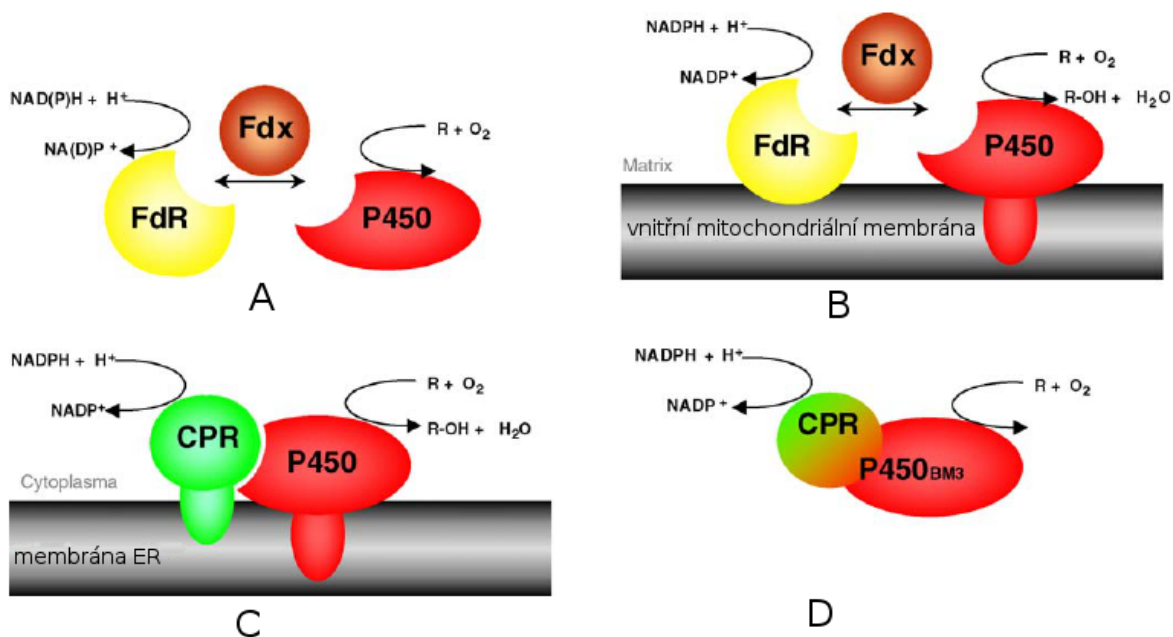 NAD(P)H + H⁺
NA(D)P⁺
Fdx
R + O₂
FdR
P450
A
NADPH + H⁺
NADP⁺
Fdx
R + O₂
R-OH + H₂O
FdR
P450
Matrix
vnitřní mitochondriální membrána
B
NADPH + H⁺
NADP⁺
CPR
P450
R + O₂
R-OH + H₂O
Cytoplasma
membrána ER
C
NADPH + H⁺
NADP⁺
CPR
P450BM3
R + O₂
D